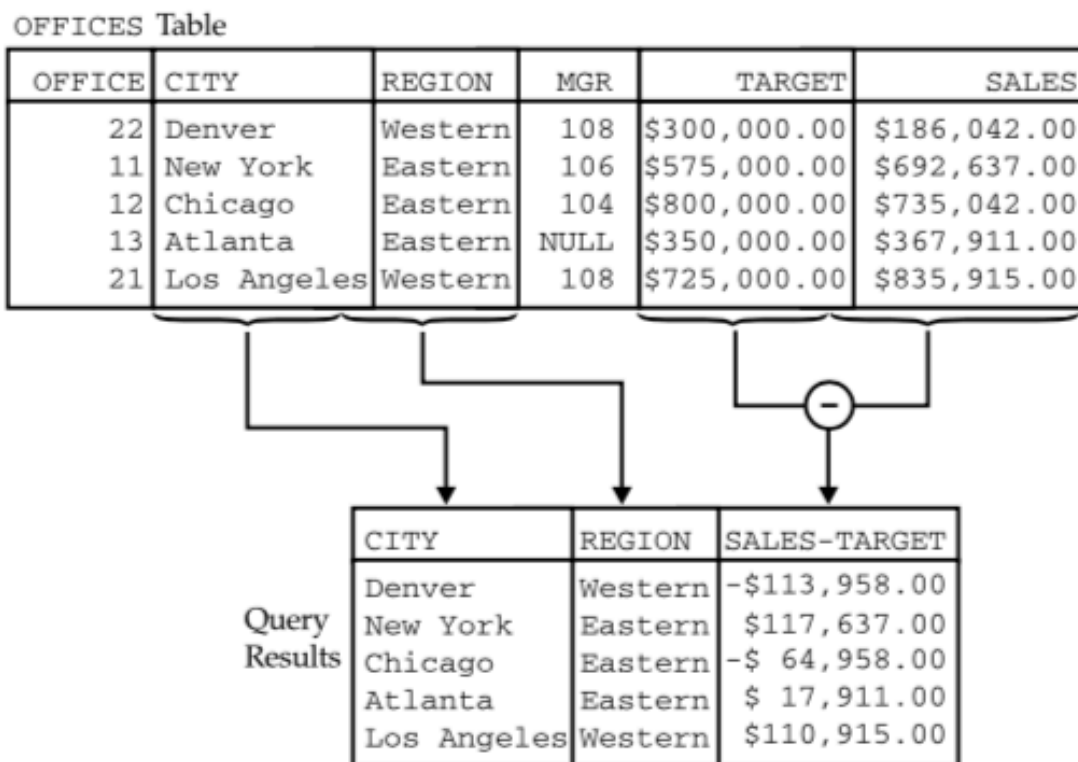 OFFICES Table
OFFICE CITY REGION MGR TARGET SALES
22 Denver Western 108 $300,000.00 $186,042.00
11 New York Eastern 106 $575,000.00 $692,637.00
12 Chicago Eastern 104 $800,000.00 $735,042.00
13 Atlanta Eastern NULL $350,000.00 $367,911.00
21 Los Angeles Western 108 $725,000.00 $835,915.00
-
CITY REGION SALES-TARGET
Denver Western -$113,958.00
Query
New York Eastern $117,637.00
Results
Chicago Eastern -$ 64,958.00
Atlanta Eastern $ 17,911.00
Los Angeles Western $110,915.00